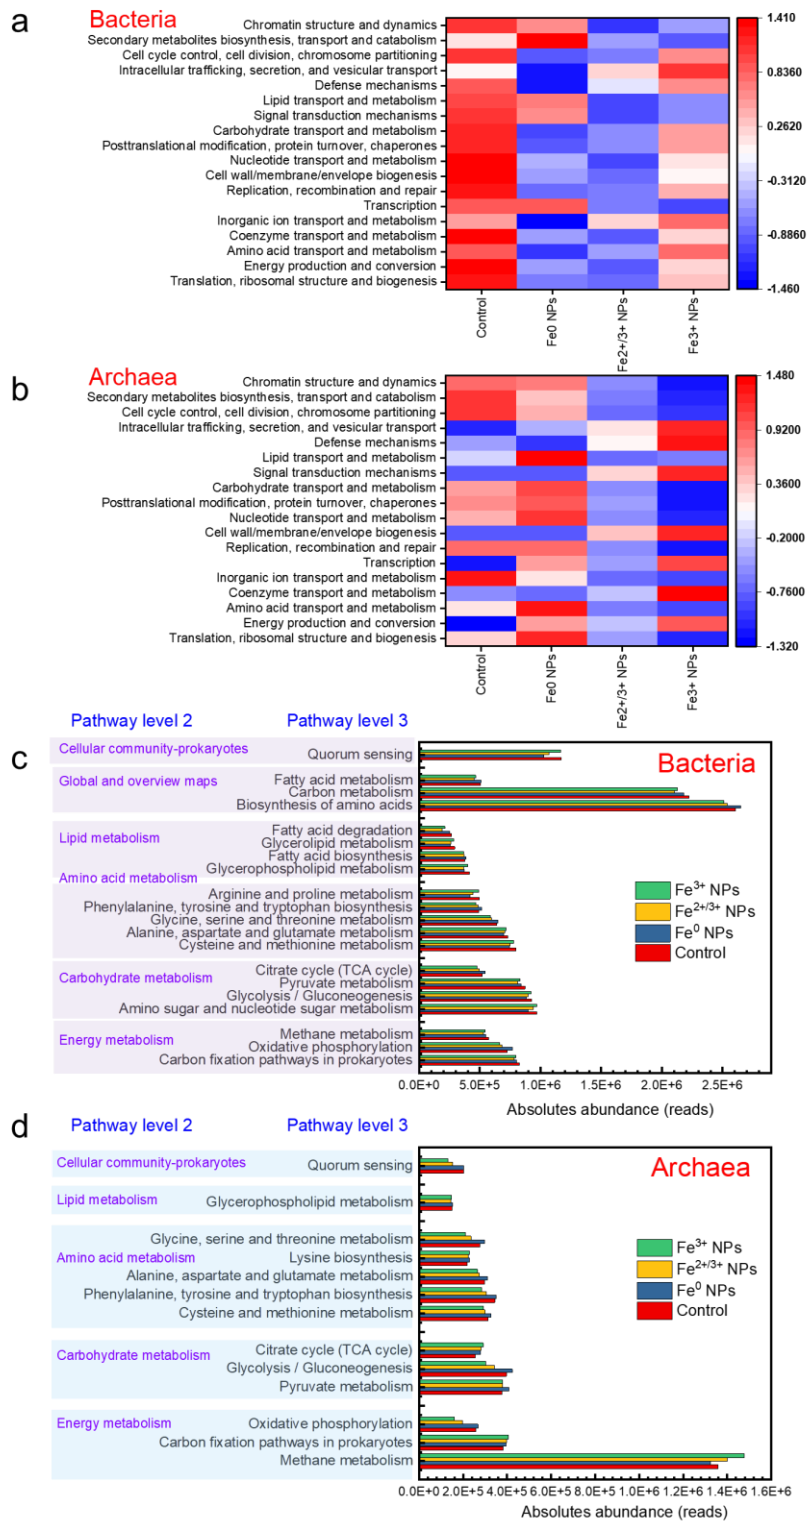 a
Bacteria
Chromatin structure and dynamics
Secondary metabolites biosynthesis, transport and catabolism
Cell cycle control, cell division, chromosome partitioning
Intracellular trafficking, secretion, and vesicular transport
Defense mechanisms
Lipid transport and metabolism
Signal transduction mechanisms
Carbohydrate transport and metabolism
Posttranslational modification, protein turnover, chaperones
Nucleotide transport and metabolism
Cell wall/membrane/envelope biogenesis
Replication, recombination and repair
Transcription
Inorganic ion transport and metabolism
Coenzyme transport and metabolism
Amino acid transport and metabolism
Energy production and conversion
Translation, ribosomal structure and biogenesis
Control
Fe0 NPs
Fe2+/3+ NPs
Fe3+ NPs
1.410
0.8360
0.2620
-0.3120
-0.8860
-1.460
b
Archaea
Chromatin structure and dynamics
Secondary metabolites biosynthesis, transport and catabolism
Cell cycle control, cell division, chromosome partitioning
Intracellular trafficking, secretion, and vesicular transport
Defense mechanisms
Lipid transport and metabolism
Signal transduction mechanisms
Carbohydrate transport and metabolism
Posttranslational modification, protein turnover, chaperones
Nucleotide transport and metabolism
Cell wall/membrane/envelope biogenesis
Replication, recombination and repair
Transcription
Inorganic ion transport and metabolism
Coenzyme transport and metabolism
Amino acid transport and metabolism
Energy production and conversion
Translation, ribosomal structure and biogenesis
Control
Fe0 NPs
Fe2+/3+ NPs
Fe3+ NPs
1.480
0.9200
0.3600
-0.2000
-0.7600
-1.320
Pathway level 2 Pathway level 3
c
Bacteria
Cellular community-prokaryotes
Quorum sensing
Global and overview maps
Fatty acid metabolism
Carbon metabolism
Biosynthesis of amino acids
Lipid metabolism
Fatty acid degradation
Glycerolipid metabolism
Fatty acid biosynthesis
Glycerophospholipid metabolism
Amino acid metabolism
Arginine and proline metabolism
Phenylalanine, tyrosine and tryptophan biosynthesis
Glycine, serine and threonine metabolism
Alanine, aspartate and glutamate metabolism
Cysteine and methionine metabolism
Carbohydrate metabolism
Citrate cycle (TCA cycle)
Pyruvate metabolism
Glycolysis / Gluconeogenesis
Amino sugar and nucleotide sugar metabolism
Energy metabolism
Methane metabolism
Oxidative phosphorylation
Carbon fixation pathways in prokaryotes
Fe³⁺ NPs
Fe²⁺/³⁺ NPs
Fe⁰ NPs
Control
0.0E+0 5.0E+5 1.0E+6 1.5E+6 2.0E+6 2.5E+6
Absolutes abundance (reads)
d
Pathway level 2 Pathway level 3
Archaea
Cellular community-prokaryotes
Quorum sensing
Lipid metabolism
Glycerophospholipid metabolism
Amino acid metabolism
Glycine, serine and threonine metabolism
Lysine biosynthesis
Alanine, aspartate and glutamate metabolism
Phenylalanine, tyrosine and tryptophan biosynthesis
Cysteine and methionine metabolism
Carbohydrate metabolism
Citrate cycle (TCA cycle)
Glycolysis / Gluconeogenesis
Pyruvate metabolism
Energy metabolism
Oxidative phosphorylation
Carbon fixation pathways in prokaryotes
Methane metabolism
Fe³⁺ NPs
Fe²⁺/³⁺ NPs
Fe⁰ NPs
Control
0.0E+0 2.0E+5 4.0E+5 6.0E+5 8.0E+5 1.0E+6 1.2E+6 1.4E+6 1.6E+6
Absolutes abundance (reads)